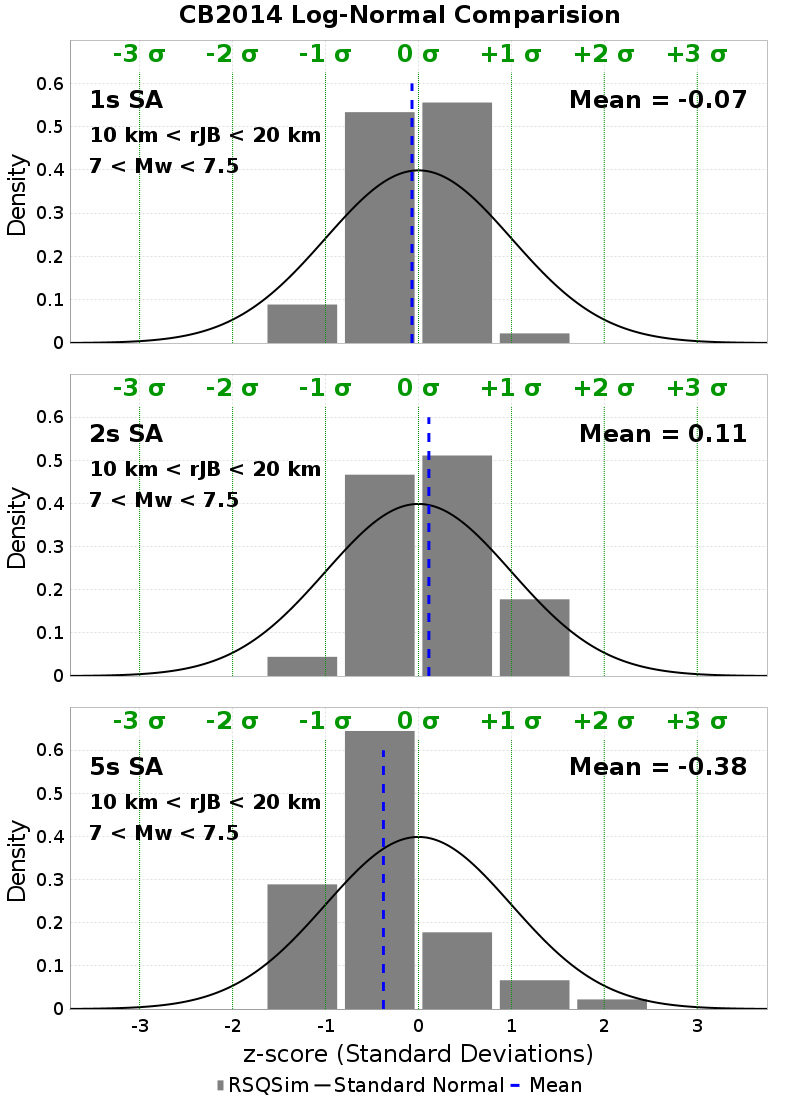 CB2014 Log-Normal Comparision
-3 σ -2 σ -1 σ 0 σ +1 σ +2 σ +3 σ
1s SA
Mean = -0.07
10 km < rJB < 20 km
7 < Mw < 7.5
Density
0.6
0.5
0.4
0.3
0.2
0.1
0
-3 σ -2 σ -1 σ 0 σ +1 σ +2 σ +3 σ
2s SA
Mean = 0.11
10 km < rJB < 20 km
7 < Mw < 7.5
Density
0.6
0.5
0.4
0.3
0.2
0.1
0
-3 σ -2 σ -1 σ 0 σ +1 σ +2 σ +3 σ
5s SA
Mean = -0.38
10 km < rJB < 20 km
7 < Mw < 7.5
Density
0.6
0.5
0.4
0.3
0.2
0.1
0
-3 -2 -1 0 1 2 3
z-score (Standard Deviations)
RSQSim Standard Normal Mean